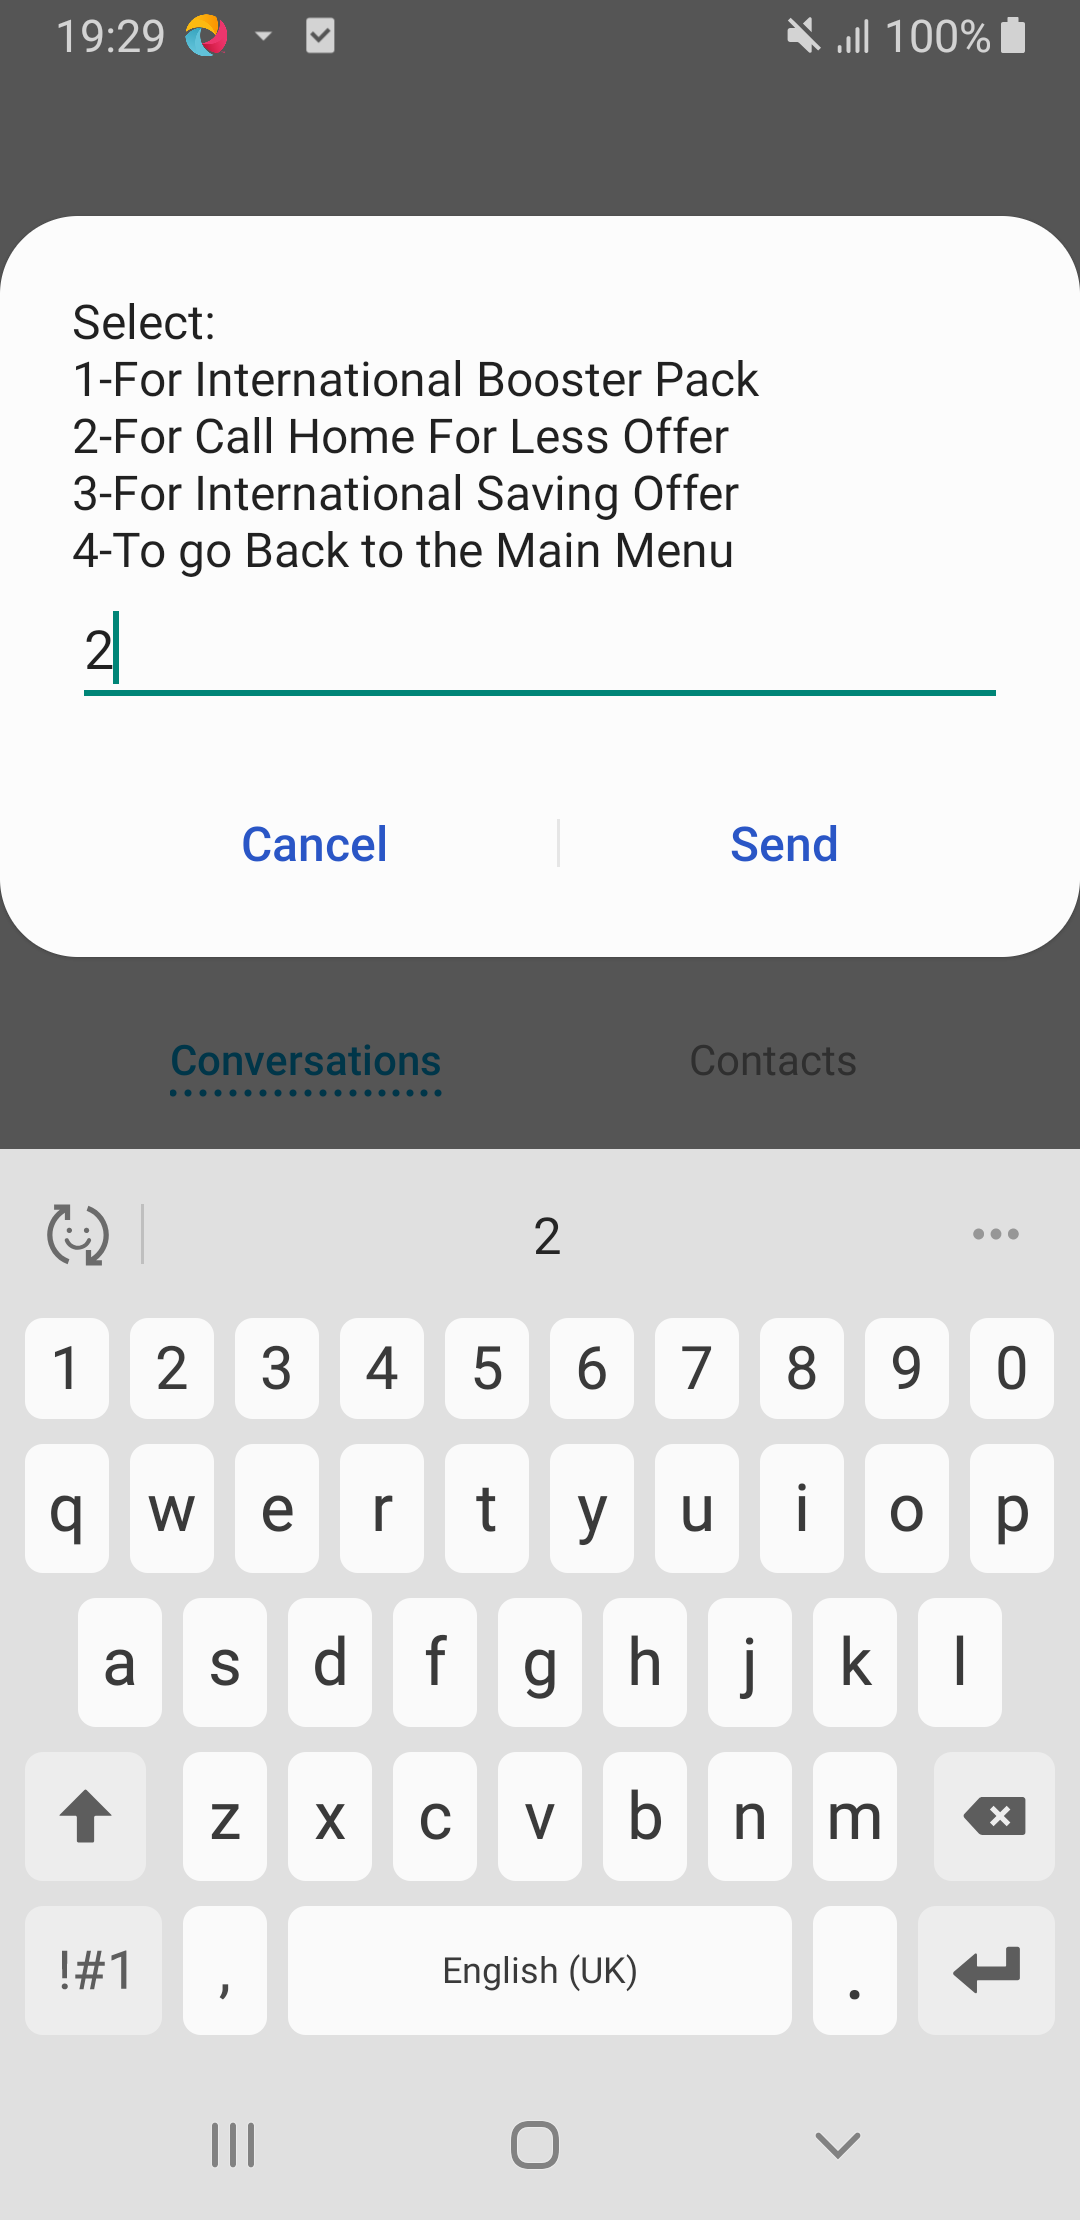 19:29
100%
Select:
1-For International Booster Pack
2-For Call Home For Less Offer
3-For International Saving Offer
4-To go Back to the Main Menu
2
Cancel
Send
Conversations
Contacts
2
1 2 3 4 5 6 7 8 9 0
q w e r t y u i o p
a s d f g h j k l
z x c v b n m
!#1 , English (UK) .